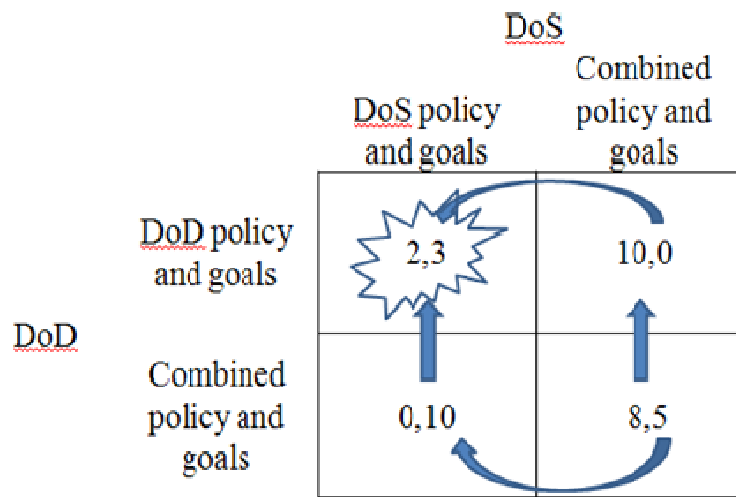 DoS
Combined
policy and
goals
DoS policy
and goals
DoD policy
and goals
2,3
10,0
DoD
Combined
policy and
goals
0,10
8,5